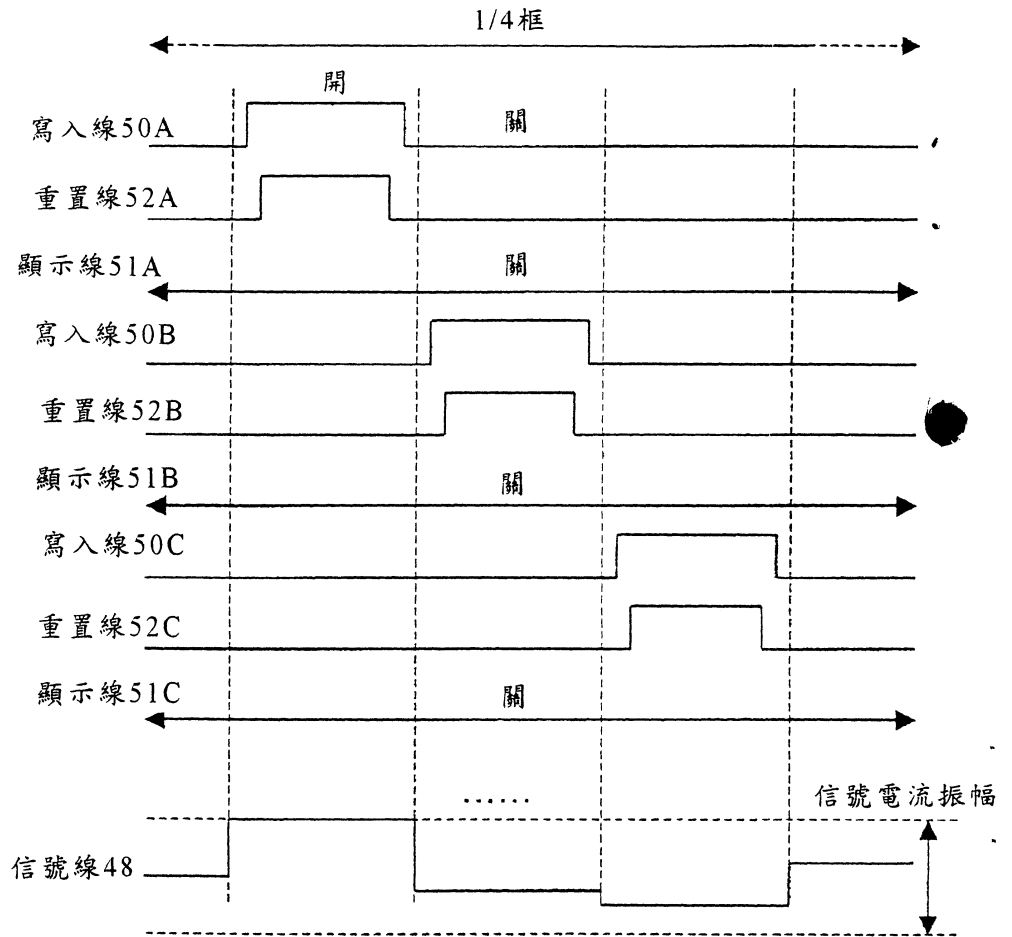 1/4框
開
寫入線50A
關
重置線52A
顯示線51A
關
寫入線50B
重置線52B
顯示線51B
關
寫入線50C
重置線52C
顯示線51C
關
......
信號電流振幅
信號線48